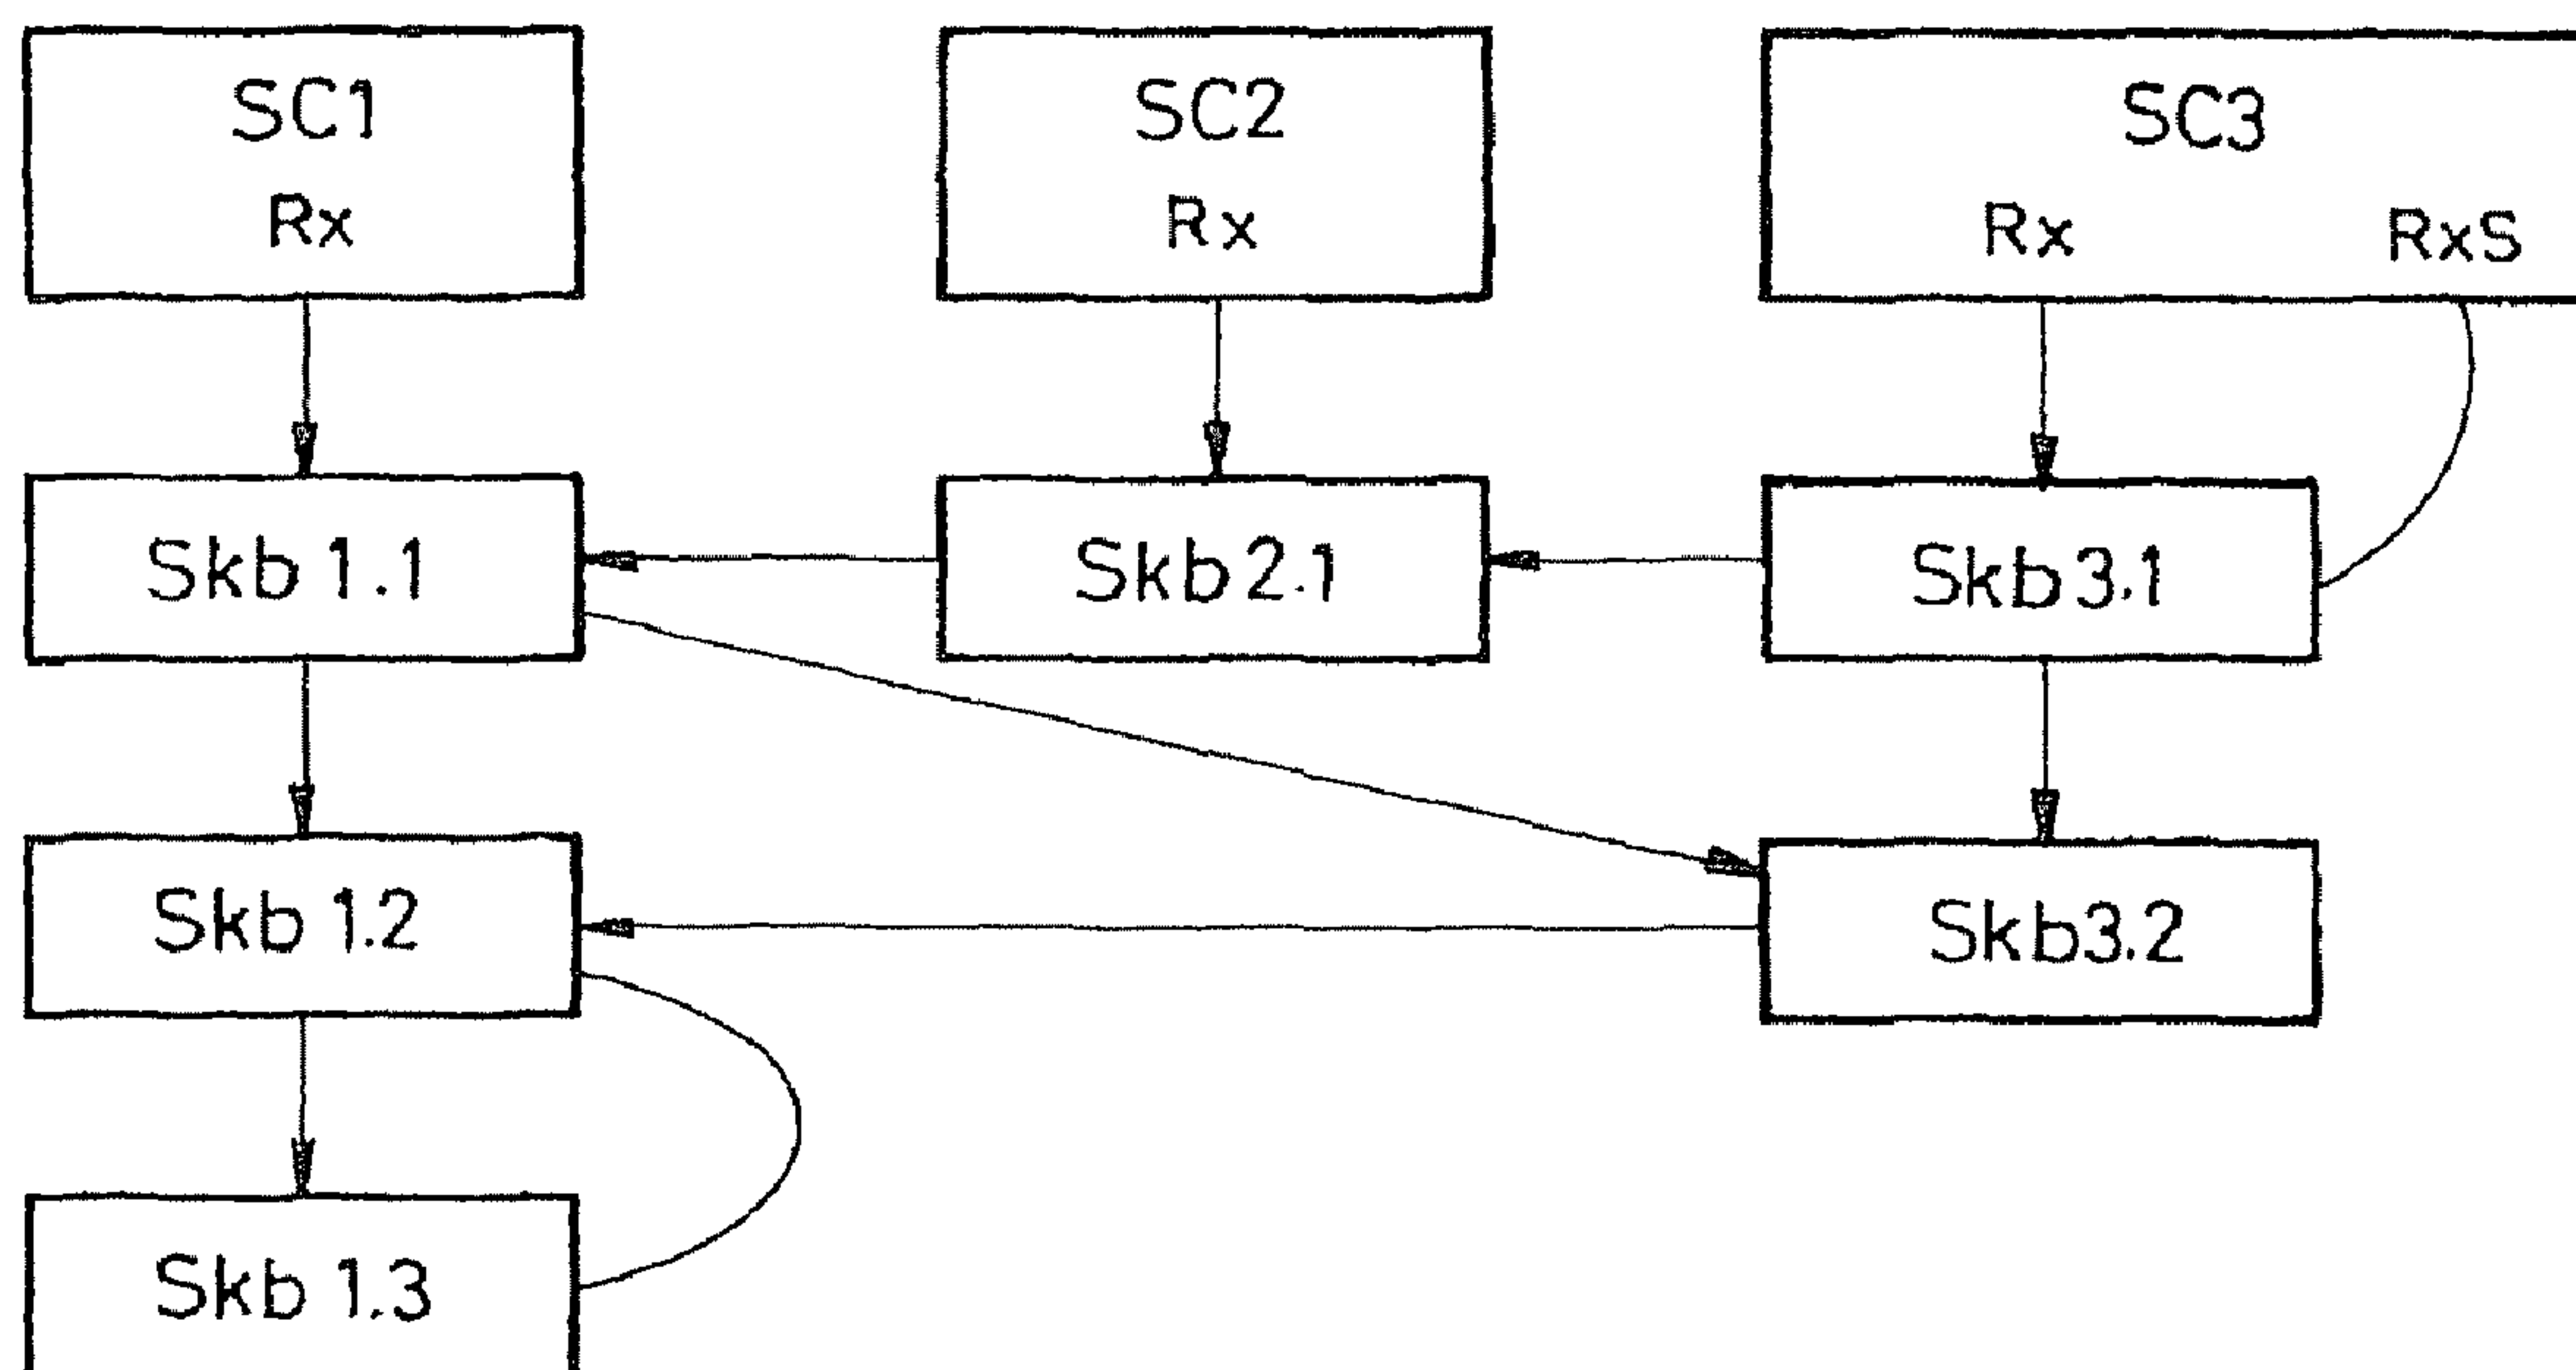 SC1
Rx
SC2
Rx
SC3
Rx
RxS
Skb 1.1
Skb 2.1
Skb 3.1
Skb 1.2
Skb3.2
Skb 1.3